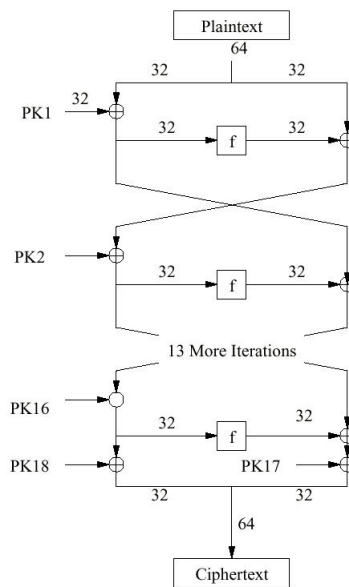 Plaintext
64
32 32
32
PK1
32 f 32
PK2
32 f 32
13 More Iterations
PK16
32 f 32
PK18 PK17
32 32
64
Ciphertext